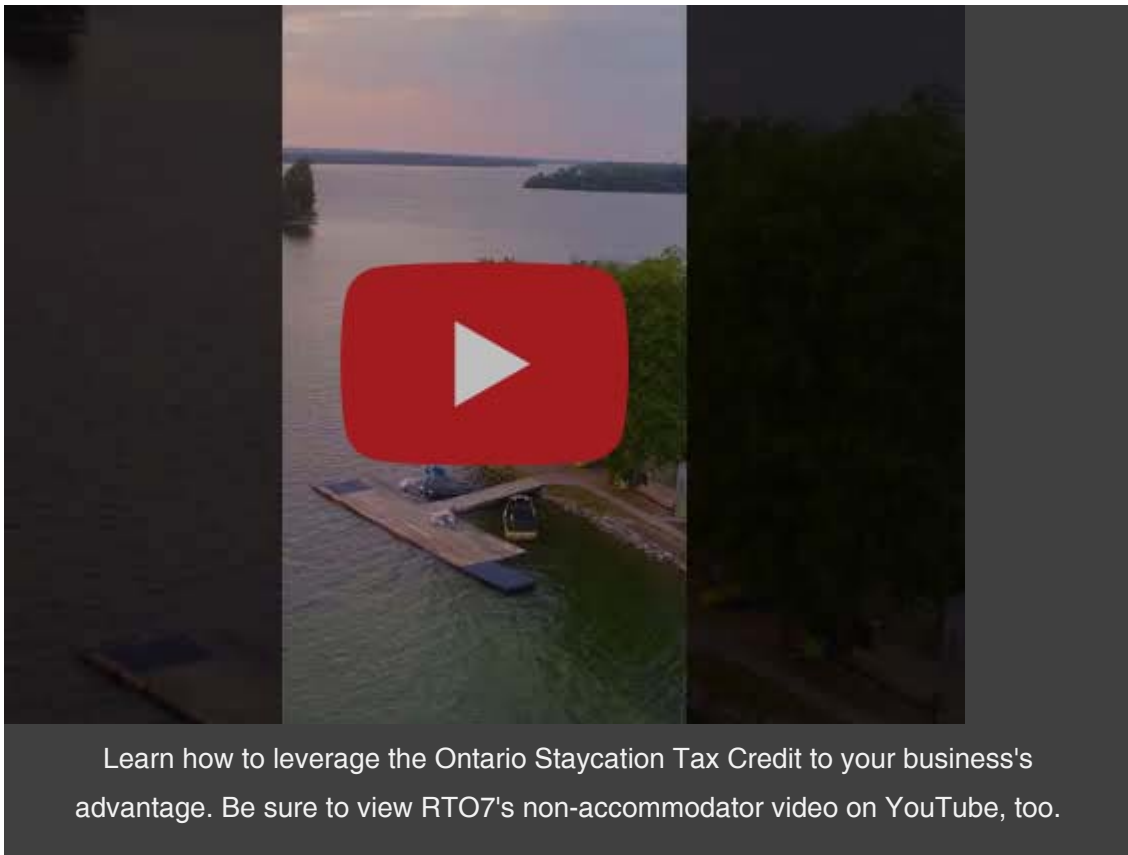 Learn how to leverage the Ontario Staycation Tax Credit to your business's
advantage. Be sure to view RTO7's non-accommodator video on YouTube, too.